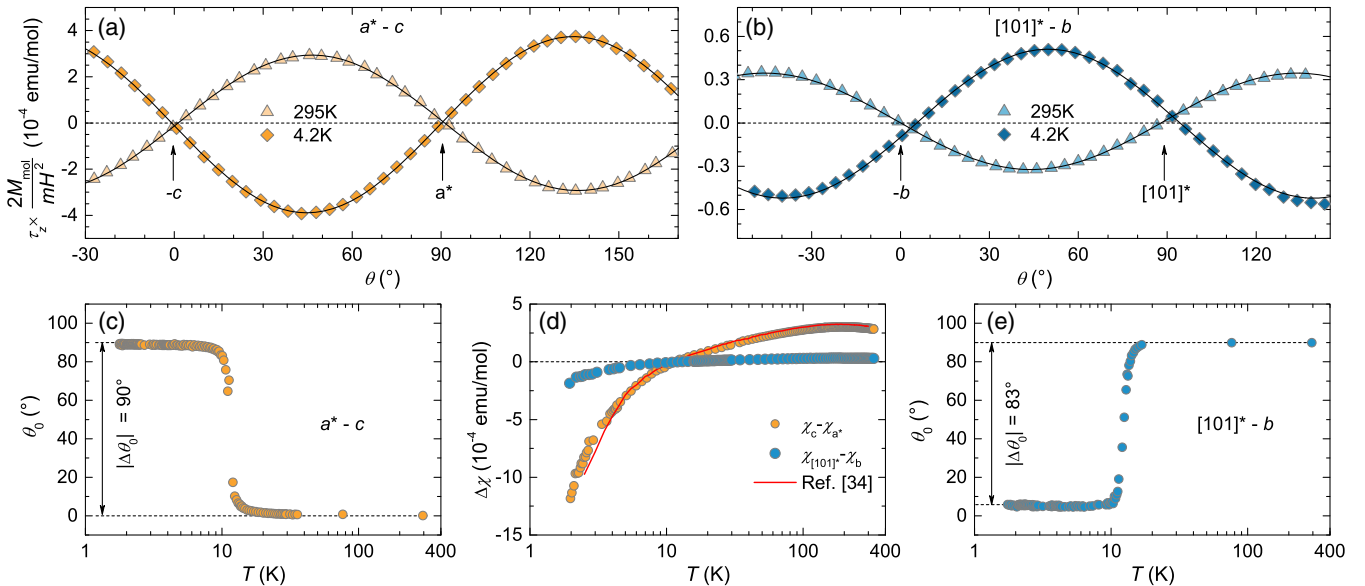 (a)
a* - c
295K
4.2K
-c
a*
τz × 2Mmol/mH² (10⁻⁴ emu/mol)
4
2
0
-2
-4
-30 0 30 60 90 120 150
θ (°)
(b)
[101]* - b
295K
4.2K
-b
[101]*
0.6
0.3
0.0
-0.3
-0.6
-30 0 30 60 90 120
θ (°)
(c)
|Δθ₀| = 90°
a* - c
θ₀ (°)
100
80
60
40
20
0
1 10 100 400
T (K)
(d)
χc-χa*
χ[101]*-χb
Ref. [34]
Δχ (10⁻⁴ emu/mol)
5
0
-5
-10
-15
1 10 100 400
T (K)
(e)
|Δθ₀| = 83°
[101]* - b
θ₀ (°)
100
80
60
40
20
0
1 10 100 400
T (K)